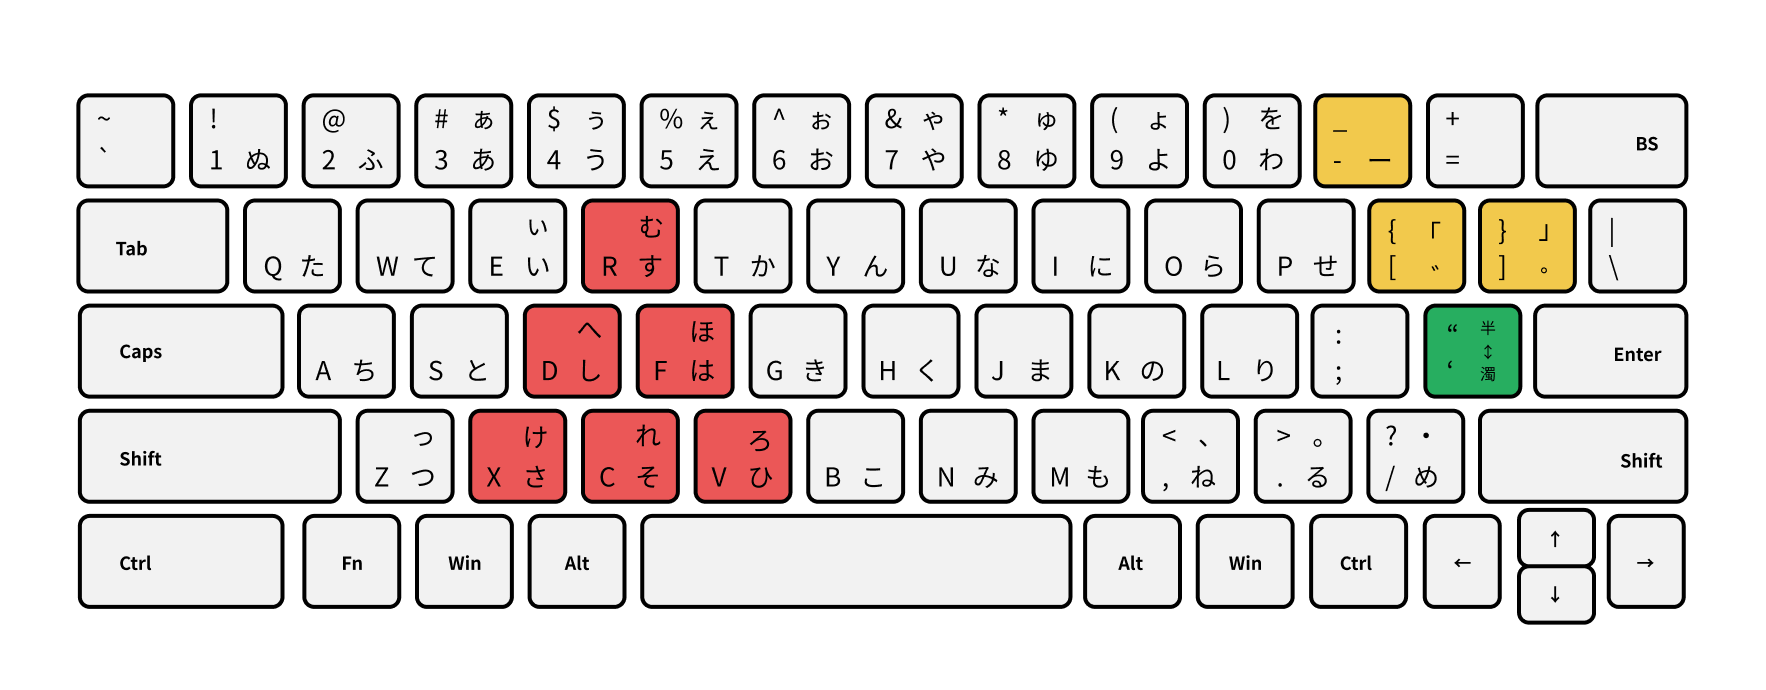 ~ ! @ # ぁ $ ぅ % ぇ ^ ぉ & ゃ * ゅ ( ょ ) を _ +
` 1 ぬ 2 ふ 3 あ 4 う 5 え 6 お 7 や 8 ゆ 9 よ 0 わ - ー = BS
い む { 「 } 」 |
Tab Q た W て E い R す T か Y ん U な I に O ら P せ [ ゛ ] ゜ \
へ ほ : “ 半
↕
Caps A ち S と D し F は G き H く J ま K の L り ; ‘ 濁 Enter
っ け れ ろ < 、 > 。 ? ・
Shift Z つ X さ C そ V ひ B こ N み M も , ね . る / め Shift
↑
Ctrl Fn Win Alt Alt Win Ctrl ← →
↓